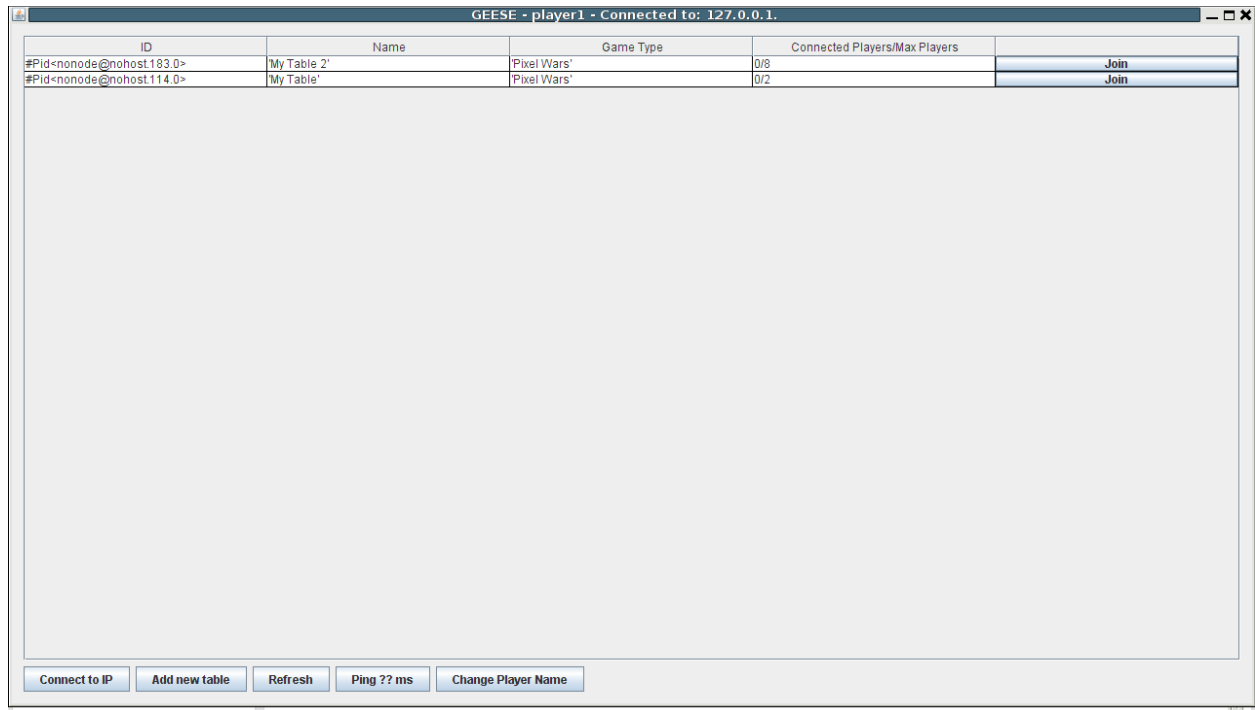 GEESE - player1 - Connected to: 127.0.0.1.
ID Name Game Type Connected Players/Max Players
#Pid<nonode@nohost.183.0> 'My Table 2' 'Pixel Wars' 0/8 Join
#Pid<nonode@nohost.114.0> 'My Table' 'Pixel Wars' 0/2 Join
Connect to IP Add new table Refresh Ping ?? ms Change Player Name